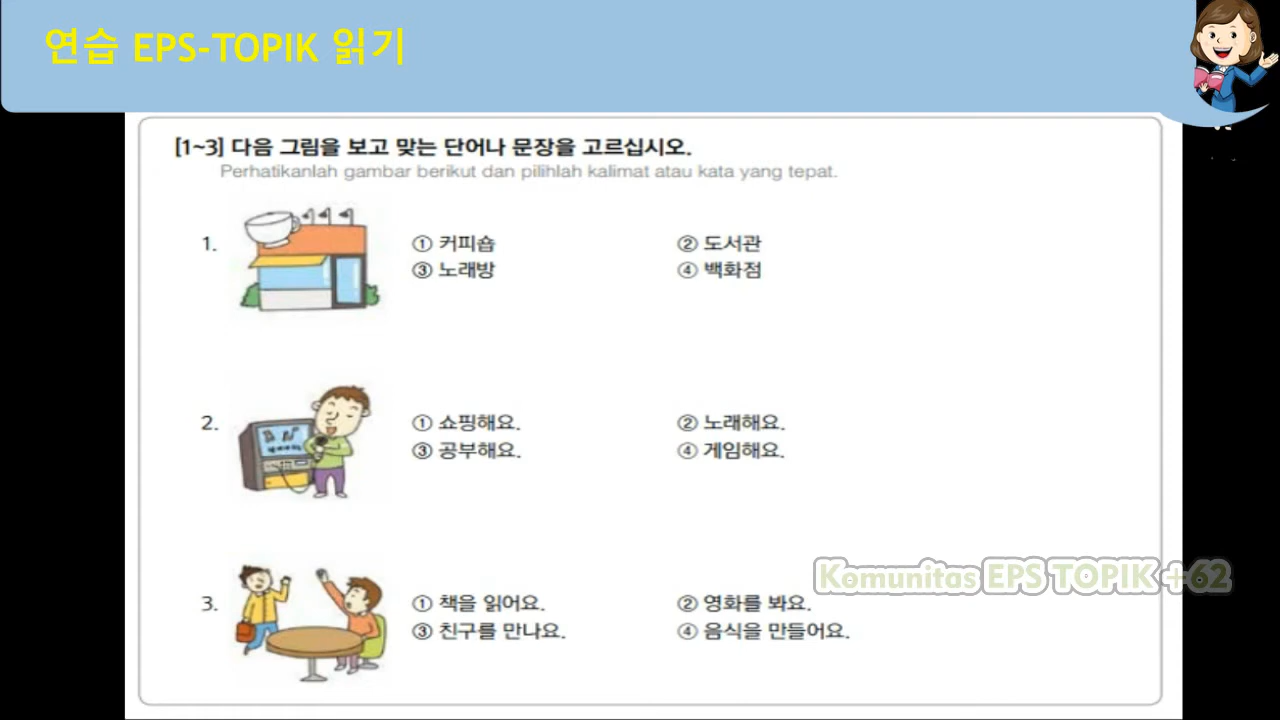 연습 EPS-TOPIK 읽기
[1~3] 다음 그림을 보고 맞는 단어나 문장을 고르십시오.
Perhatikanlah gambar berikut dan pilihlah kalimat atau kata yang tepat.
1.
① 커피숍 ② 도서관
③ 노래방 ④ 백화점
2.
① 쇼핑해요. ② 노래해요.
③ 공부해요. ④ 게임해요.
Komunitas EPS TOPIK +62
3.
① 책을 읽어요. ② 영화를 봐요.
③ 친구를 만나요. ④ 음식을 만들어요.